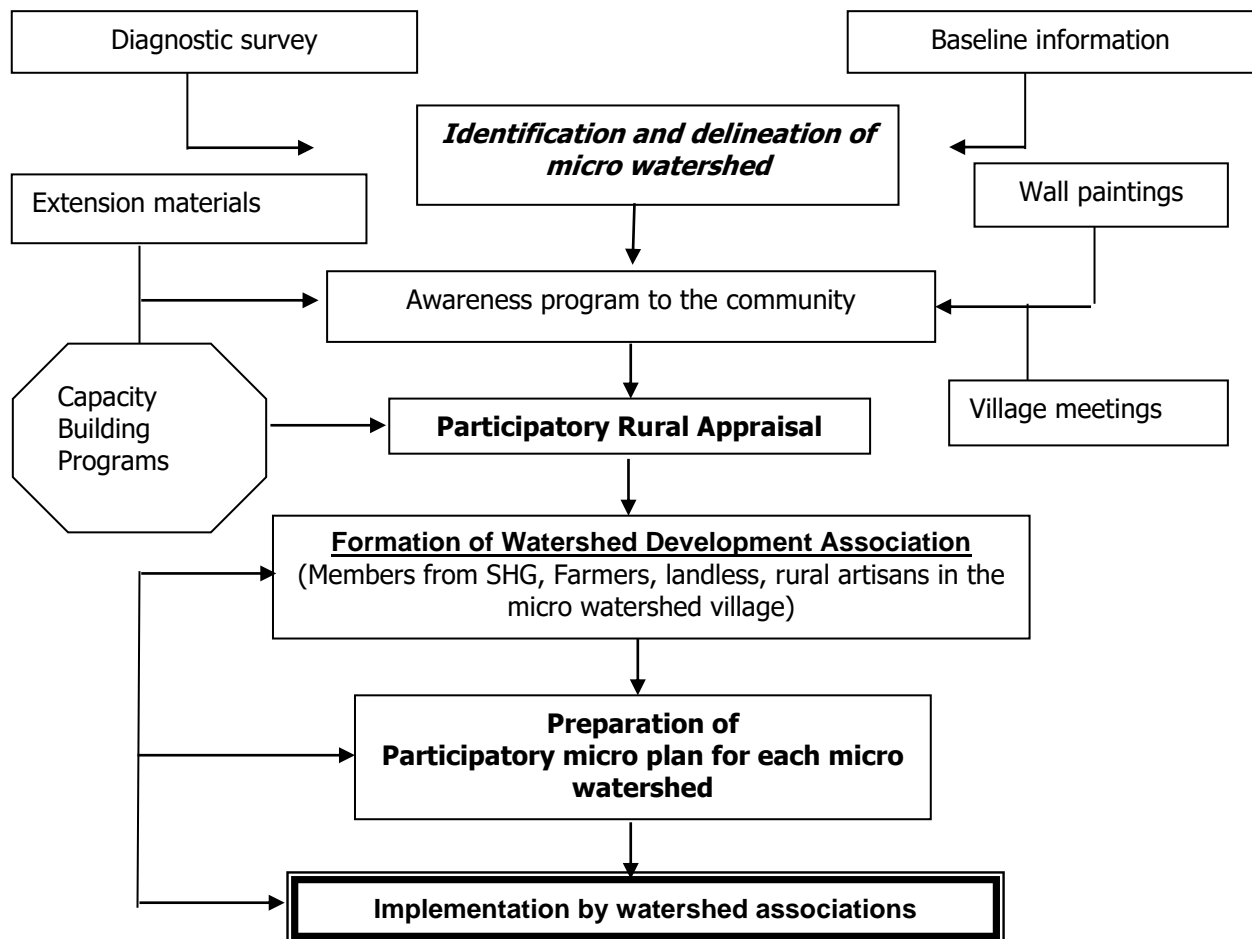 Diagnostic survey
Baseline information
Identification and delineation of
micro watershed
Extension materials
Wall paintings
Awareness program to the community
Capacity
Building
Programs
Village meetings
Participatory Rural Appraisal
Formation of Watershed Development Association
(Members from SHG, Farmers, landless, rural artisans in the
micro watershed village)
Preparation of
Participatory micro plan for each micro
watershed
Implementation by watershed associations